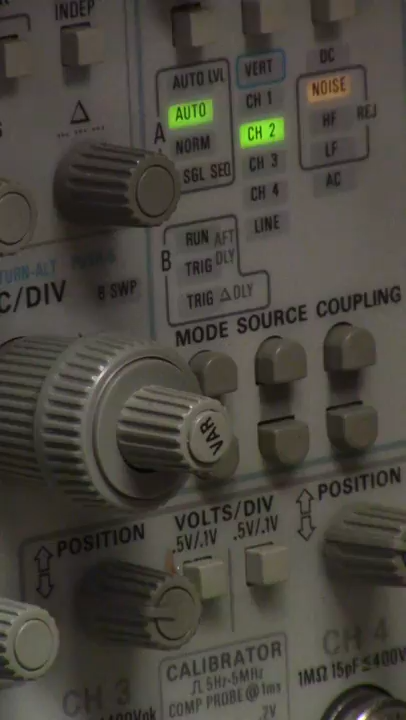 INDEP
AUTO LVL
AUTO
NORM
SGL SEQ
A
VERT
CH 1
CH 2
CH 3
CH 4
LINE
DC
NOISE
HF
REJ
LF
AC
B
RUN AFT
TRIG DLY
TRIG Δ DLY
TURN-ALT
C/DIV
B SWP
MODE SOURCE COUPLING
VAR
POSITION
VOLTS/DIV
.5V/.1V .5V/.1V
POSITION
CALIBRATOR
5Hz-5MHz
COMP PROBE@1ms
.2V
CH 3
CH 4
1MΩ 15pF≤400V